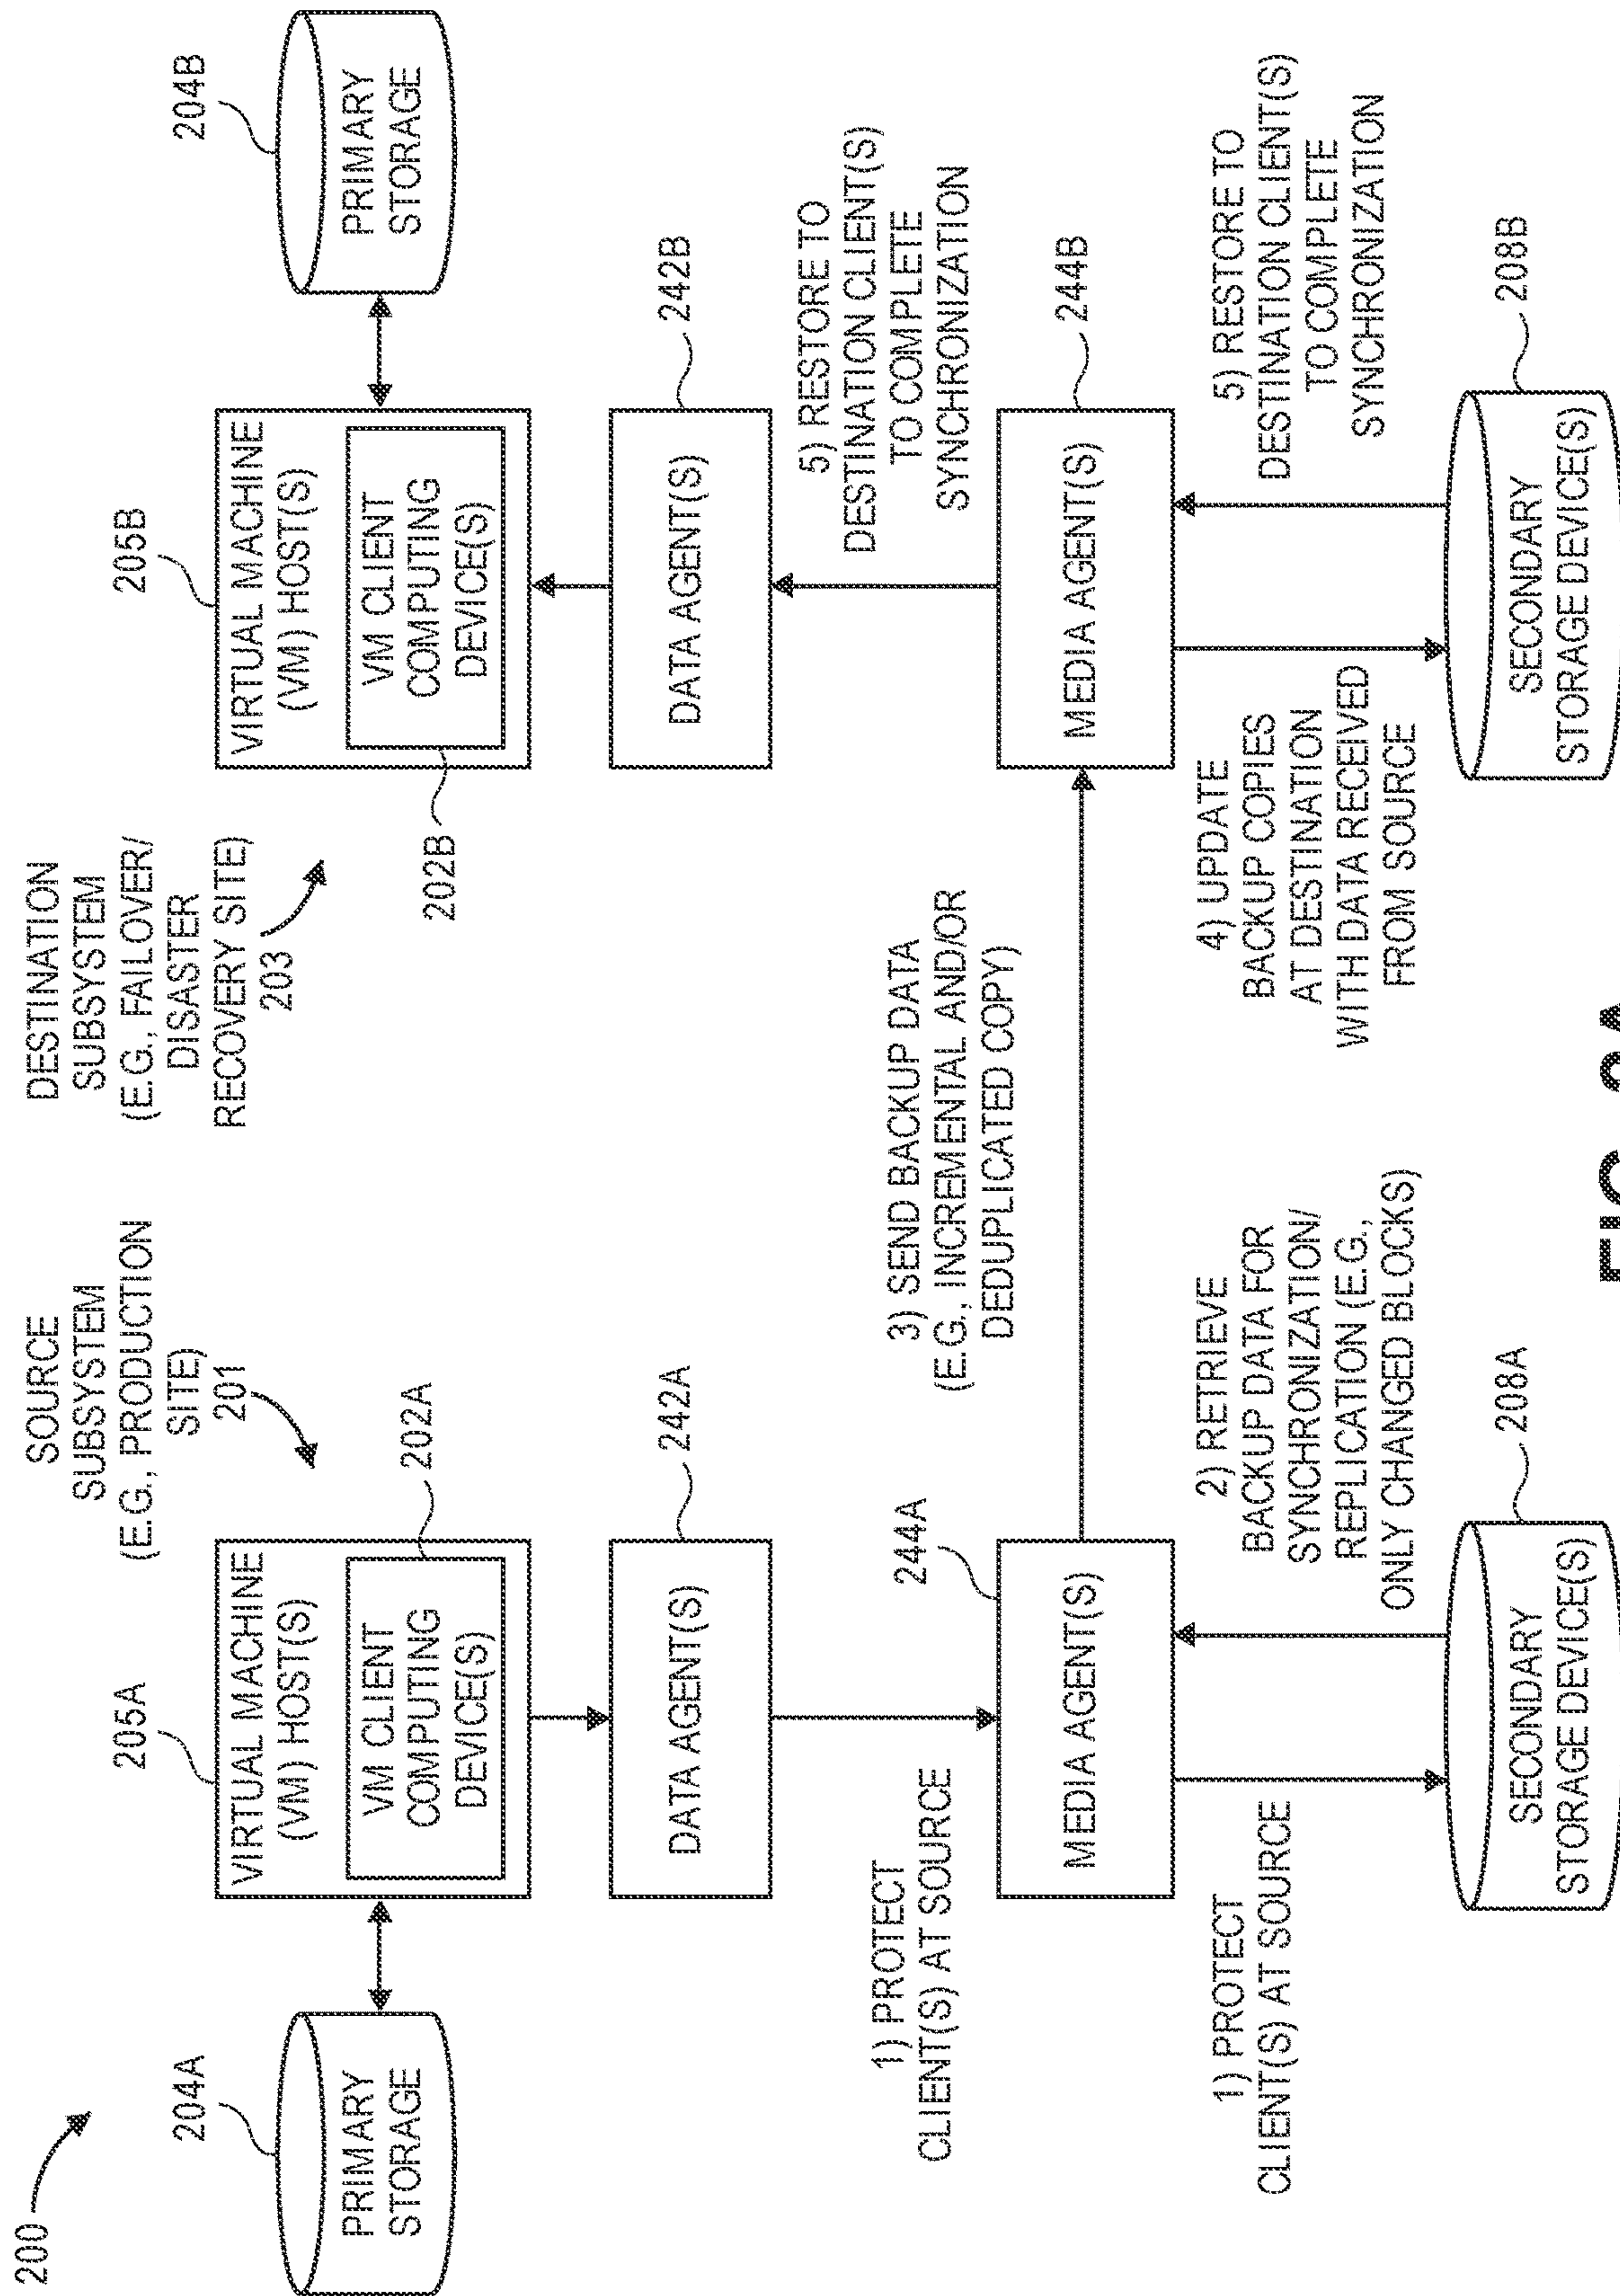 200
SOURCE
SUBSYSTEM
(E.G., PRODUCTION
SITE)
201
DESTINATION
SUBSYSTEM
(E.G., FAILOVER/
DISASTER
RECOVERY SITE)
203
204A
PRIMARY
STORAGE
205A
VIRTUAL MACHINE
(VM) HOST(S)
VM CLIENT
COMPUTING
DEVICE(S)
202A
205B
VIRTUAL MACHINE
(VM) HOST(S)
VM CLIENT
COMPUTING
DEVICE(S)
202B
204B
PRIMARY
STORAGE
DATA AGENT(S)
242A
DATA AGENT(S)
242B
1) PROTECT
CLIENT(S) AT SOURCE
3) SEND BACKUP DATA
(E.G., INCREMENTAL AND/OR
DEDUPLICATED COPY)
5) RESTORE TO
DESTINATION CLIENT(S)
TO COMPLETE
SYNCHRONIZATION
244A
MEDIA AGENT(S)
MEDIA AGENT(S)
244B
1) PROTECT
CLIENT(S) AT SOURCE
2) RETRIEVE
BACKUP DATA FOR
SYNCHRONIZATION/
REPLICATION (E.G.,
ONLY CHANGED BLOCKS)
4) UPDATE
BACKUP COPIES
AT DESTINATION
WITH DATA RECEIVED
FROM SOURCE
5) RESTORE TO
DESTINATION CLIENT(S)
TO COMPLETE
SYNCHRONIZATION
SECONDARY
STORAGE DEVICE(S)
208A
SECONDARY
STORAGE DEVICE(S)
208B